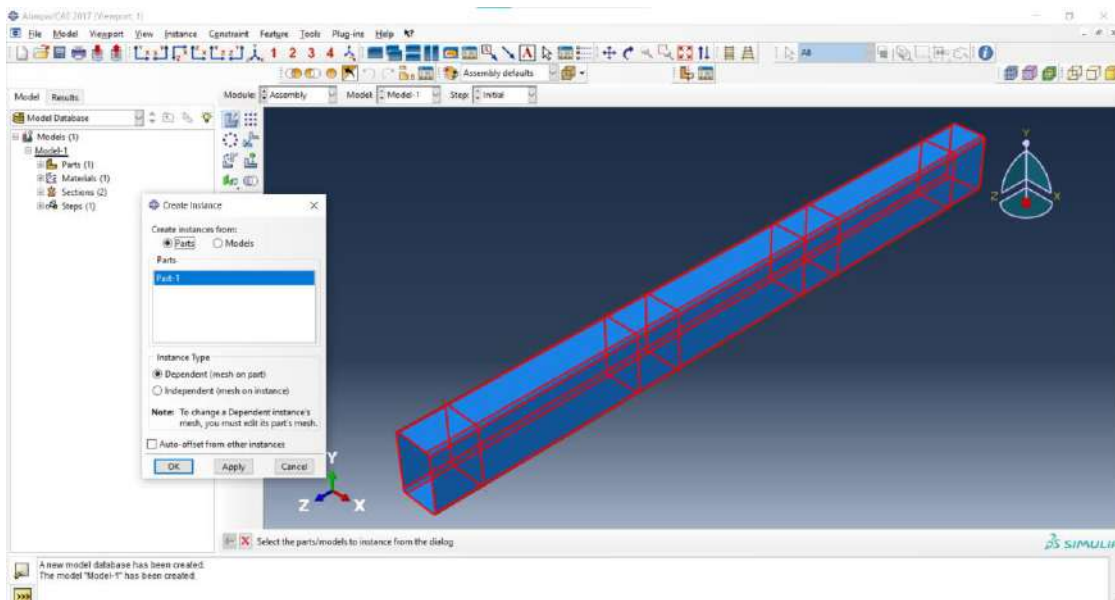 Abaqus/CAE 2017 [Viewport: 1]
File Model Viewport View Instance Constraint Feature Tools Plug-ins Help
1 2 3 4 All
Assembly defaults
Model Results
Module: Assembly Model: Model-1 Step: Initial
Model Database
Models (1)
Model-1
Parts (1)
Materials (1)
Sections (2)
Steps (1)
Create Instance
Create instances from:
Parts Models
Parts
Part-1
Instance Type
Dependent (mesh on part)
Independent (mesh on instance)
Note: To change a Dependent instance's
mesh, you must edit its part's mesh.
Auto-offset from other instances
OK Apply Cancel
Y
Z X
Y
Z X
Select the parts/models to instance from the dialog
SIMULIA
A new model database has been created.
The model "Model-1" has been created.